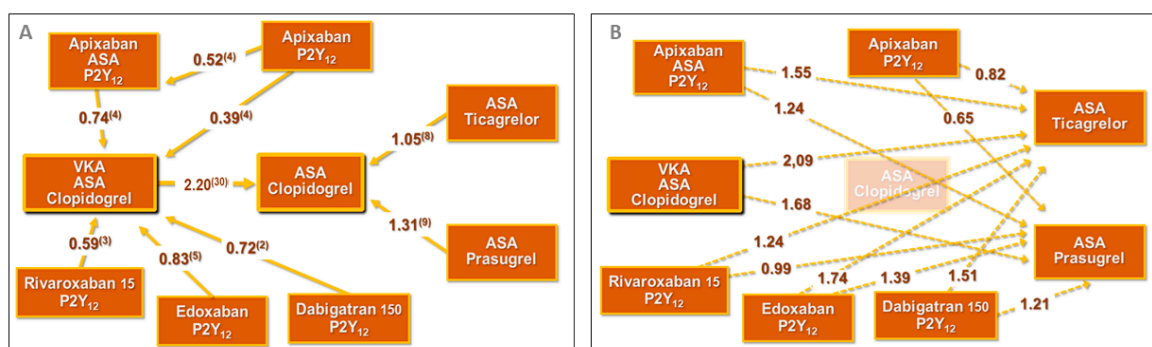 A
Apixaban
ASA
P2Y₁₂
0.52(4)
Apixaban
P2Y₁₂
0.74(4)
0.39(4)
ASA
Ticagrelor
1.05(8)
VKA
ASA
Clopidogrel
2.20(30)
ASA
Clopidogrel
1.31(9)
ASA
Prasugrel
0.59(3)
0.83(5)
0.72(2)
Rivaroxaban 15
P2Y₁₂
Edoxaban
P2Y₁₂
Dabigatran 150
P2Y₁₂
B
Apixaban
ASA
P2Y₁₂
Apixaban
P2Y₁₂
1.55
0.82
1.24
0.65
ASA
Ticagrelor
VKA
ASA
Clopidogrel
2,09
ASA
Clopidogrel
1.68
ASA
Prasugrel
1.24
0.99
1.74
1.39
1.51
1.21
Rivaroxaban 15
P2Y₁₂
Edoxaban
P2Y₁₂
Dabigatran 150
P2Y₁₂